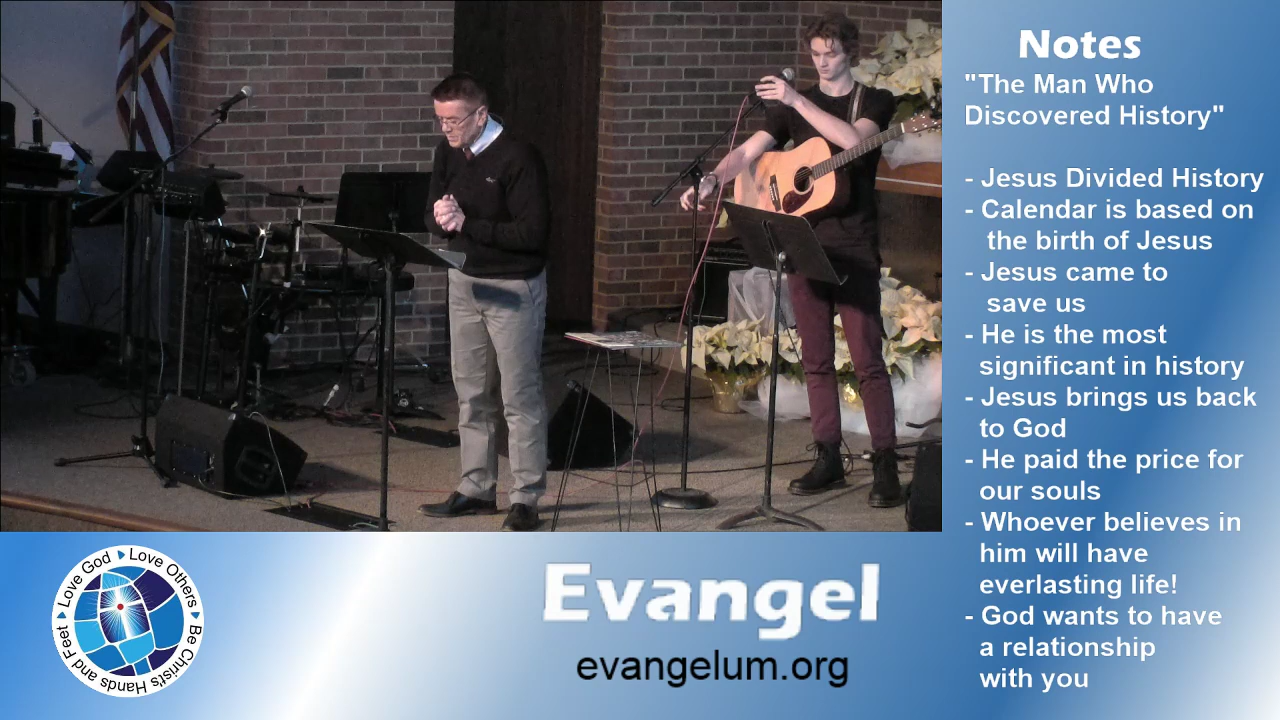 Notes
"The Man Who
Discovered History"
- Jesus Divided History
- Calendar is based on
the birth of Jesus
- Jesus came to
save us
- He is the most
significant in history
- Jesus brings us back
to God
- He paid the price for
our souls
- Whoever believes in
him will have
everlasting life!
- God wants to have
a relationship
with you
Love God
Love Others
Be Christ's Hands and Feet
Evangel
evangelum.org